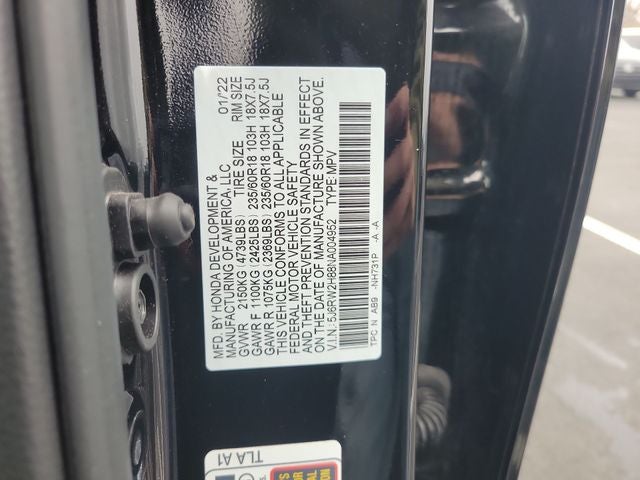 MFD. BY HONDA DEVELOPMENT &
MANUFACTURING OF AMERICA, LLC 01/22
GVWR 2150KG (4739LBS) TIRE SIZE RIM SIZE
GAWR F 1100KG (2425LBS) 235/60R18 103H 18X7.5J
GAWR R 1075KG (2369LBS) 235/60R18 103H 18X7.5J
THIS VEHICLE CONFORMS TO ALL APPLICABLE
FEDERAL MOTOR VEHICLE SAFETY
AND THEFT PREVENTION STANDARDS IN EFFECT
ON THE DATE OF MANUFACTURE SHOWN ABOVE.
V.I.N.: 5J6RW2H88NA004952 TYPE: MPV
TPC N AB9 -NH731P -A -A
TLA A1